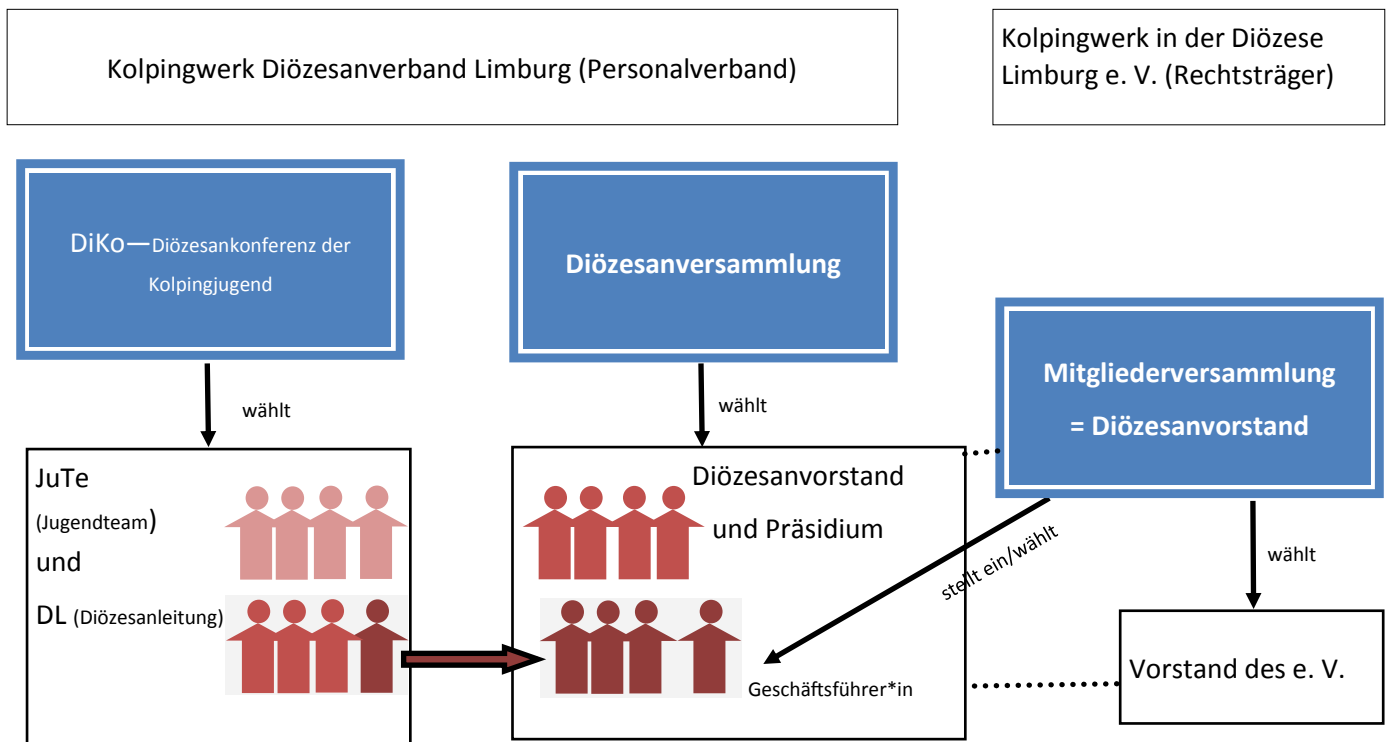 Kolpingwerk Diözesanverband Limburg (Personalverband)
Kolpingwerk in der Diözese
Limburg e. V. (Rechtsträger)
DiKo—Diözesankonferenz der
Kolpingjugend
Diözesanversammlung
Mitgliederversammlung
= Diözesanvorstand
wählt
wählt
JuTe
(Jugendteam)
und
DL (Diözesanleitung)
Diözesanvorstand
und Präsidium
Geschäftsführer*in
stellt ein/wählt
wählt
Vorstand des e. V.